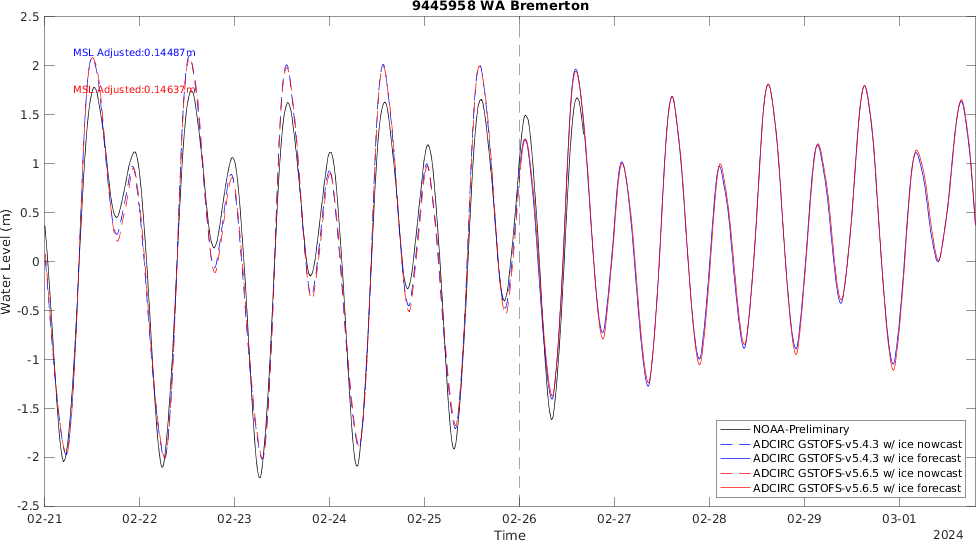 9445958 WA Bremerton
2.5
2
1.5
1
0.5
0
-0.5
-1
-1.5
-2
-2.5
Water Level (m)
MSL Adjusted:0.14487m
MSL Adjusted:0.14637m
NOAA-Preliminary
ADCIRC GSTOFS-v5.4.3 w/ ice nowcast
ADCIRC GSTOFS-v5.4.3 w/ ice forecast
ADCIRC GSTOFS-v5.6.5 w/ ice nowcast
ADCIRC GSTOFS-v5.6.5 w/ ice forecast
02-21 02-22 02-23 02-24 02-25 02-26 02-27 02-28 02-29 03-01
Time
2024